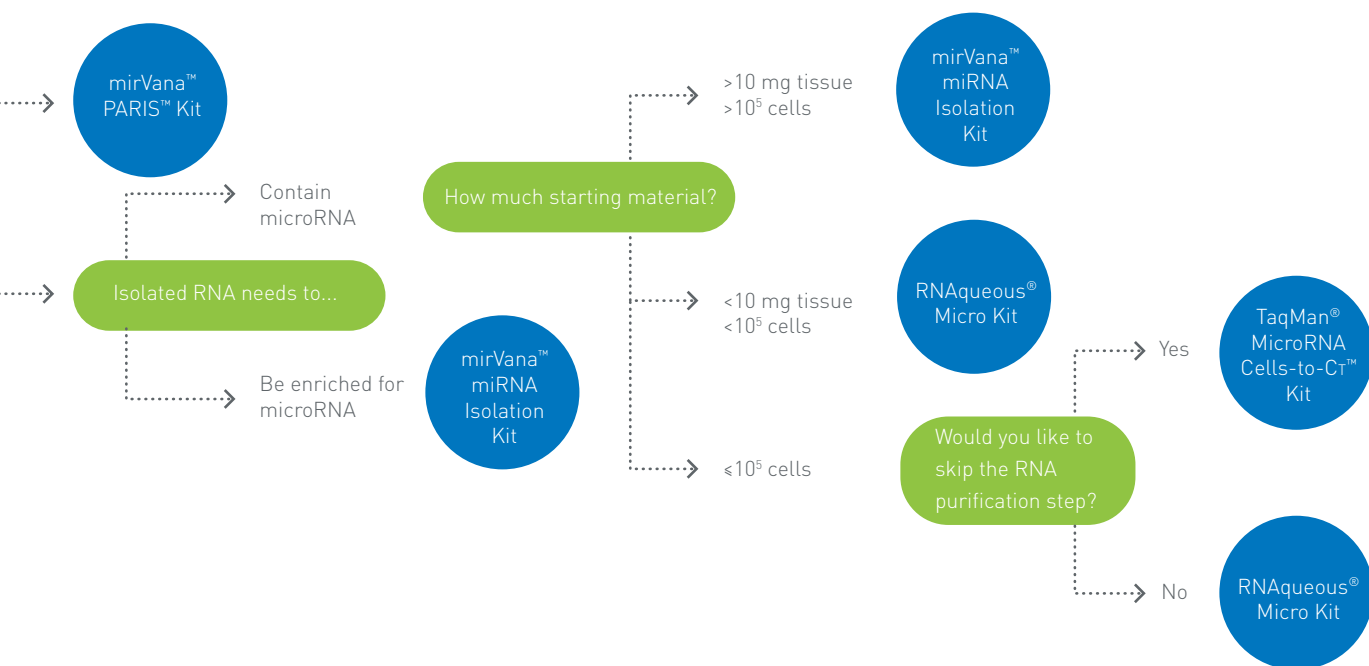 mirVana™
PARIS™ Kit
Contain
microRNA
Isolated RNA needs to...
Be enriched for
microRNA
mirVana™
miRNA
Isolation
Kit
How much starting material?
>10 mg tissue
>10⁵ cells
mirVana™
miRNA
Isolation
Kit
<10 mg tissue
<10⁵ cells
RNAqueous®
Micro Kit
≤10⁵ cells
Would you like to
skip the RNA
purification step?
Yes
TaqMan®
MicroRNA
Cells-to-CT™
Kit
No
RNAqueous®
Micro Kit